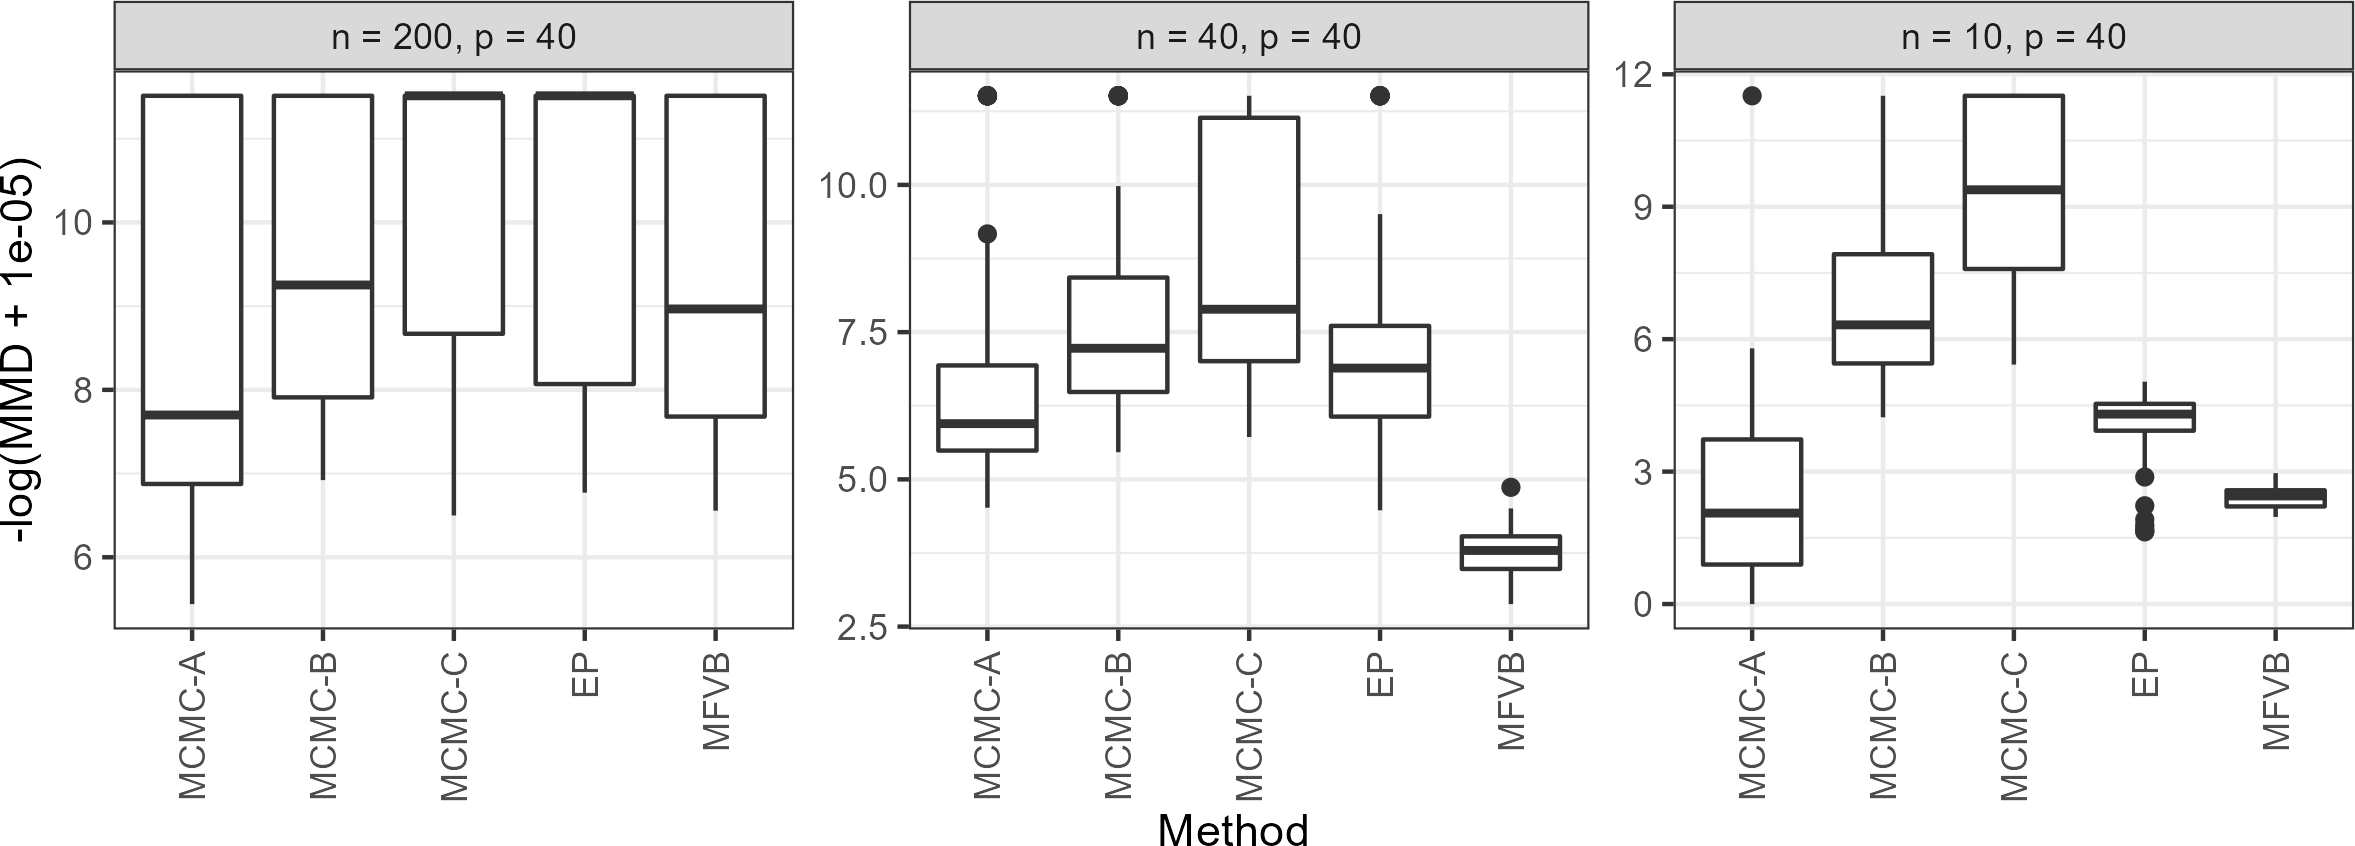 n = 200, p = 40
n = 40, p = 40
n = 10, p = 40
-log(MMD + 1e-05)
10
8
6
10.0
7.5
5.0
2.5
12
9
6
3
0
MCMC-A
MCMC-B
MCMC-C
EP
MFVB
MCMC-A
MCMC-B
MCMC-C
EP
MFVB
MCMC-A
MCMC-B
MCMC-C
EP
MFVB
Method